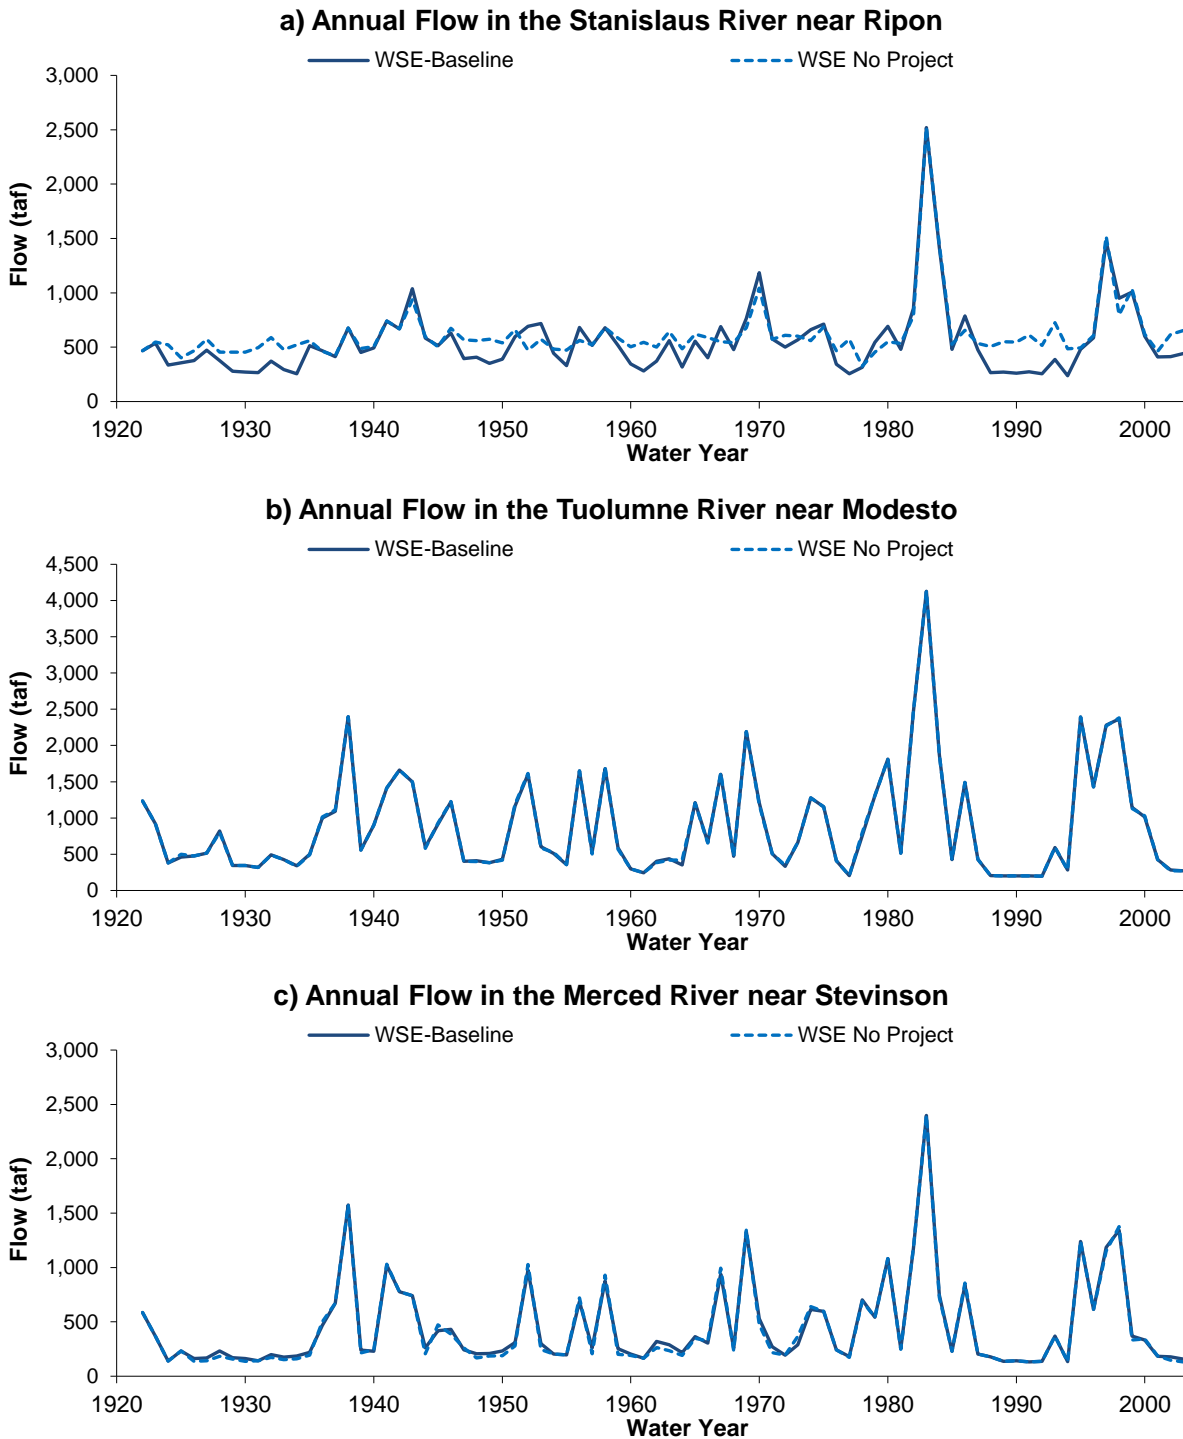 a) Annual Flow in the Stanislaus River near Ripon
WSE-Baseline WSE No Project
3,000
2,500
2,000
1,500
1,000
500
0
Flow (taf)
1920 1930 1940 1950 1960 1970 1980 1990 2000
Water Year
b) Annual Flow in the Tuolumne River near Modesto
WSE-Baseline WSE No Project
4,500
4,000
3,500
3,000
2,500
2,000
1,500
1,000
500
0
Flow (taf)
1920 1930 1940 1950 1960 1970 1980 1990 2000
Water Year
c) Annual Flow in the Merced River near Stevinson
WSE-Baseline WSE No Project
3,000
2,500
2,000
1,500
1,000
500
0
Flow (taf)
1920 1930 1940 1950 1960 1970 1980 1990 2000
Water Year